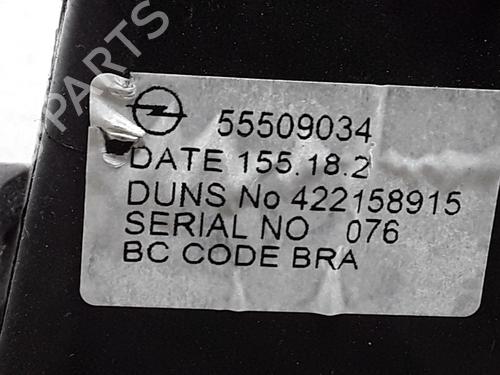 PARTS
55509034
DATE 155.18.2
DUNS No 422158915
SERIAL NO 076
BC CODE BRA